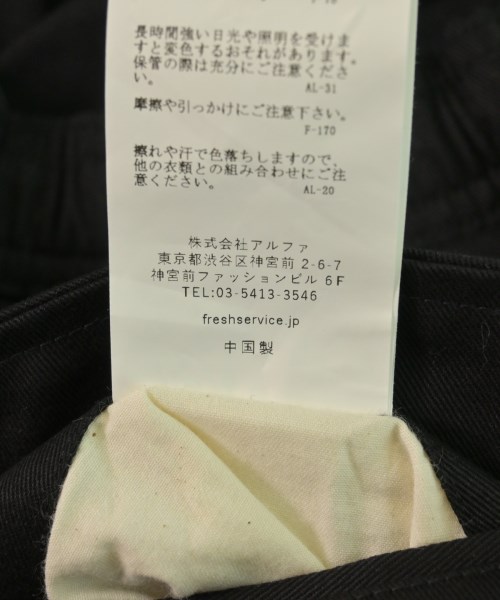 長時間強い日光や照明を受けま
すと変色するおそれがあります。
保管の際は充分にご注意くださ
い。
AL-31
摩擦や引っかけにご注意下さい。
F-170
擦れや汗で色落ちしますので、
他の衣類との組み合わせにご注
意ください。
AL-20
株式会社アルファ
東京都渋谷区神宮前 2-6-7
神宮前ファッションビル 6F
TEL:03-5413-3546
freshservice.jp
中国製